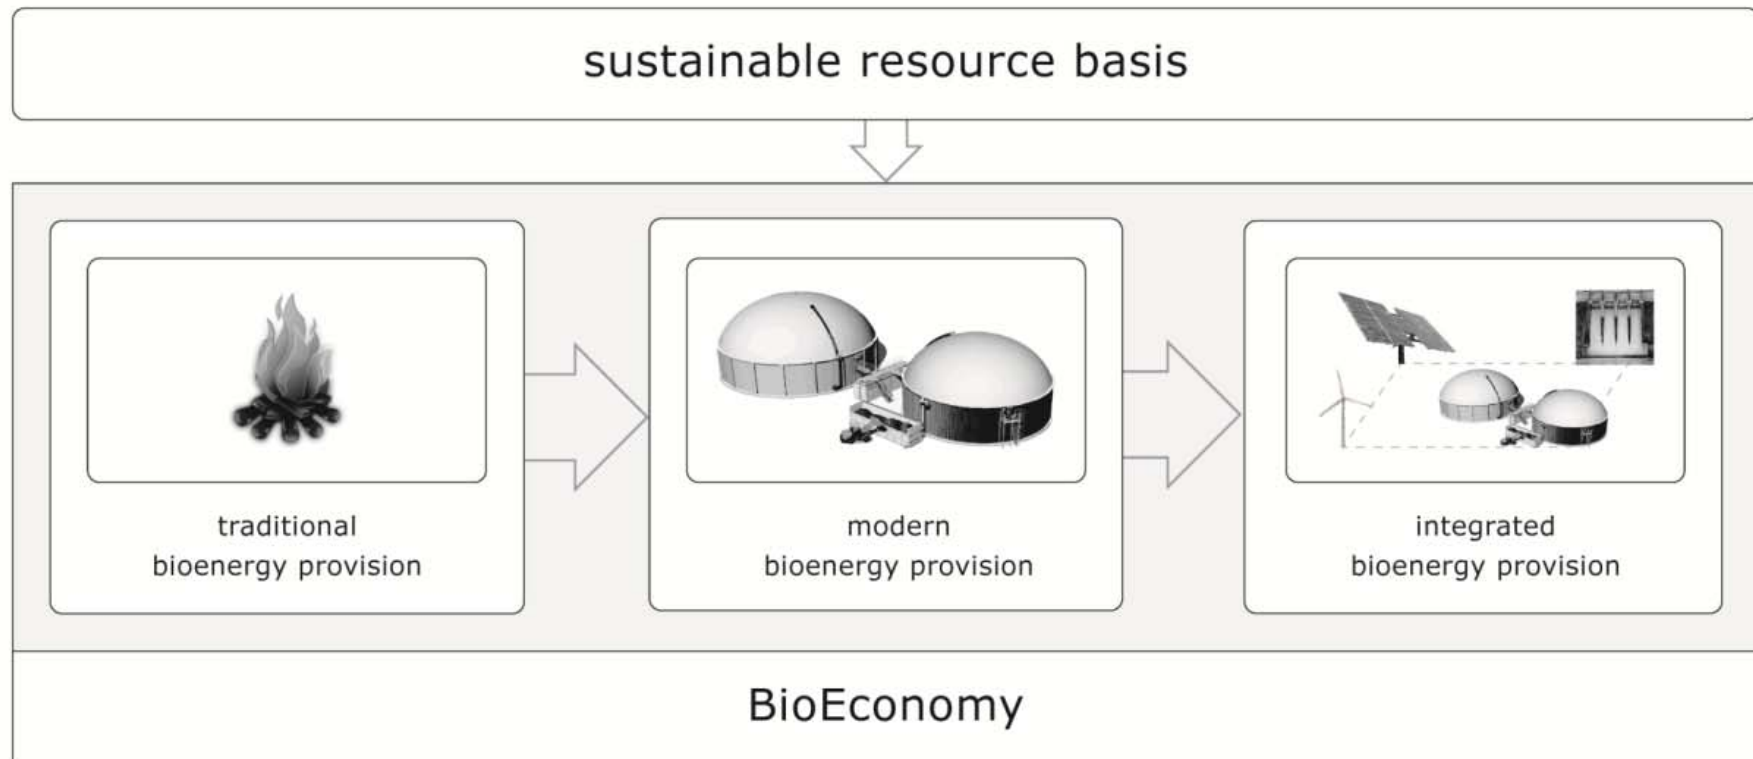 sustainable resource basis
traditional
bioenergy provision
modern
bioenergy provision
integrated
bioenergy provision
BioEconomy